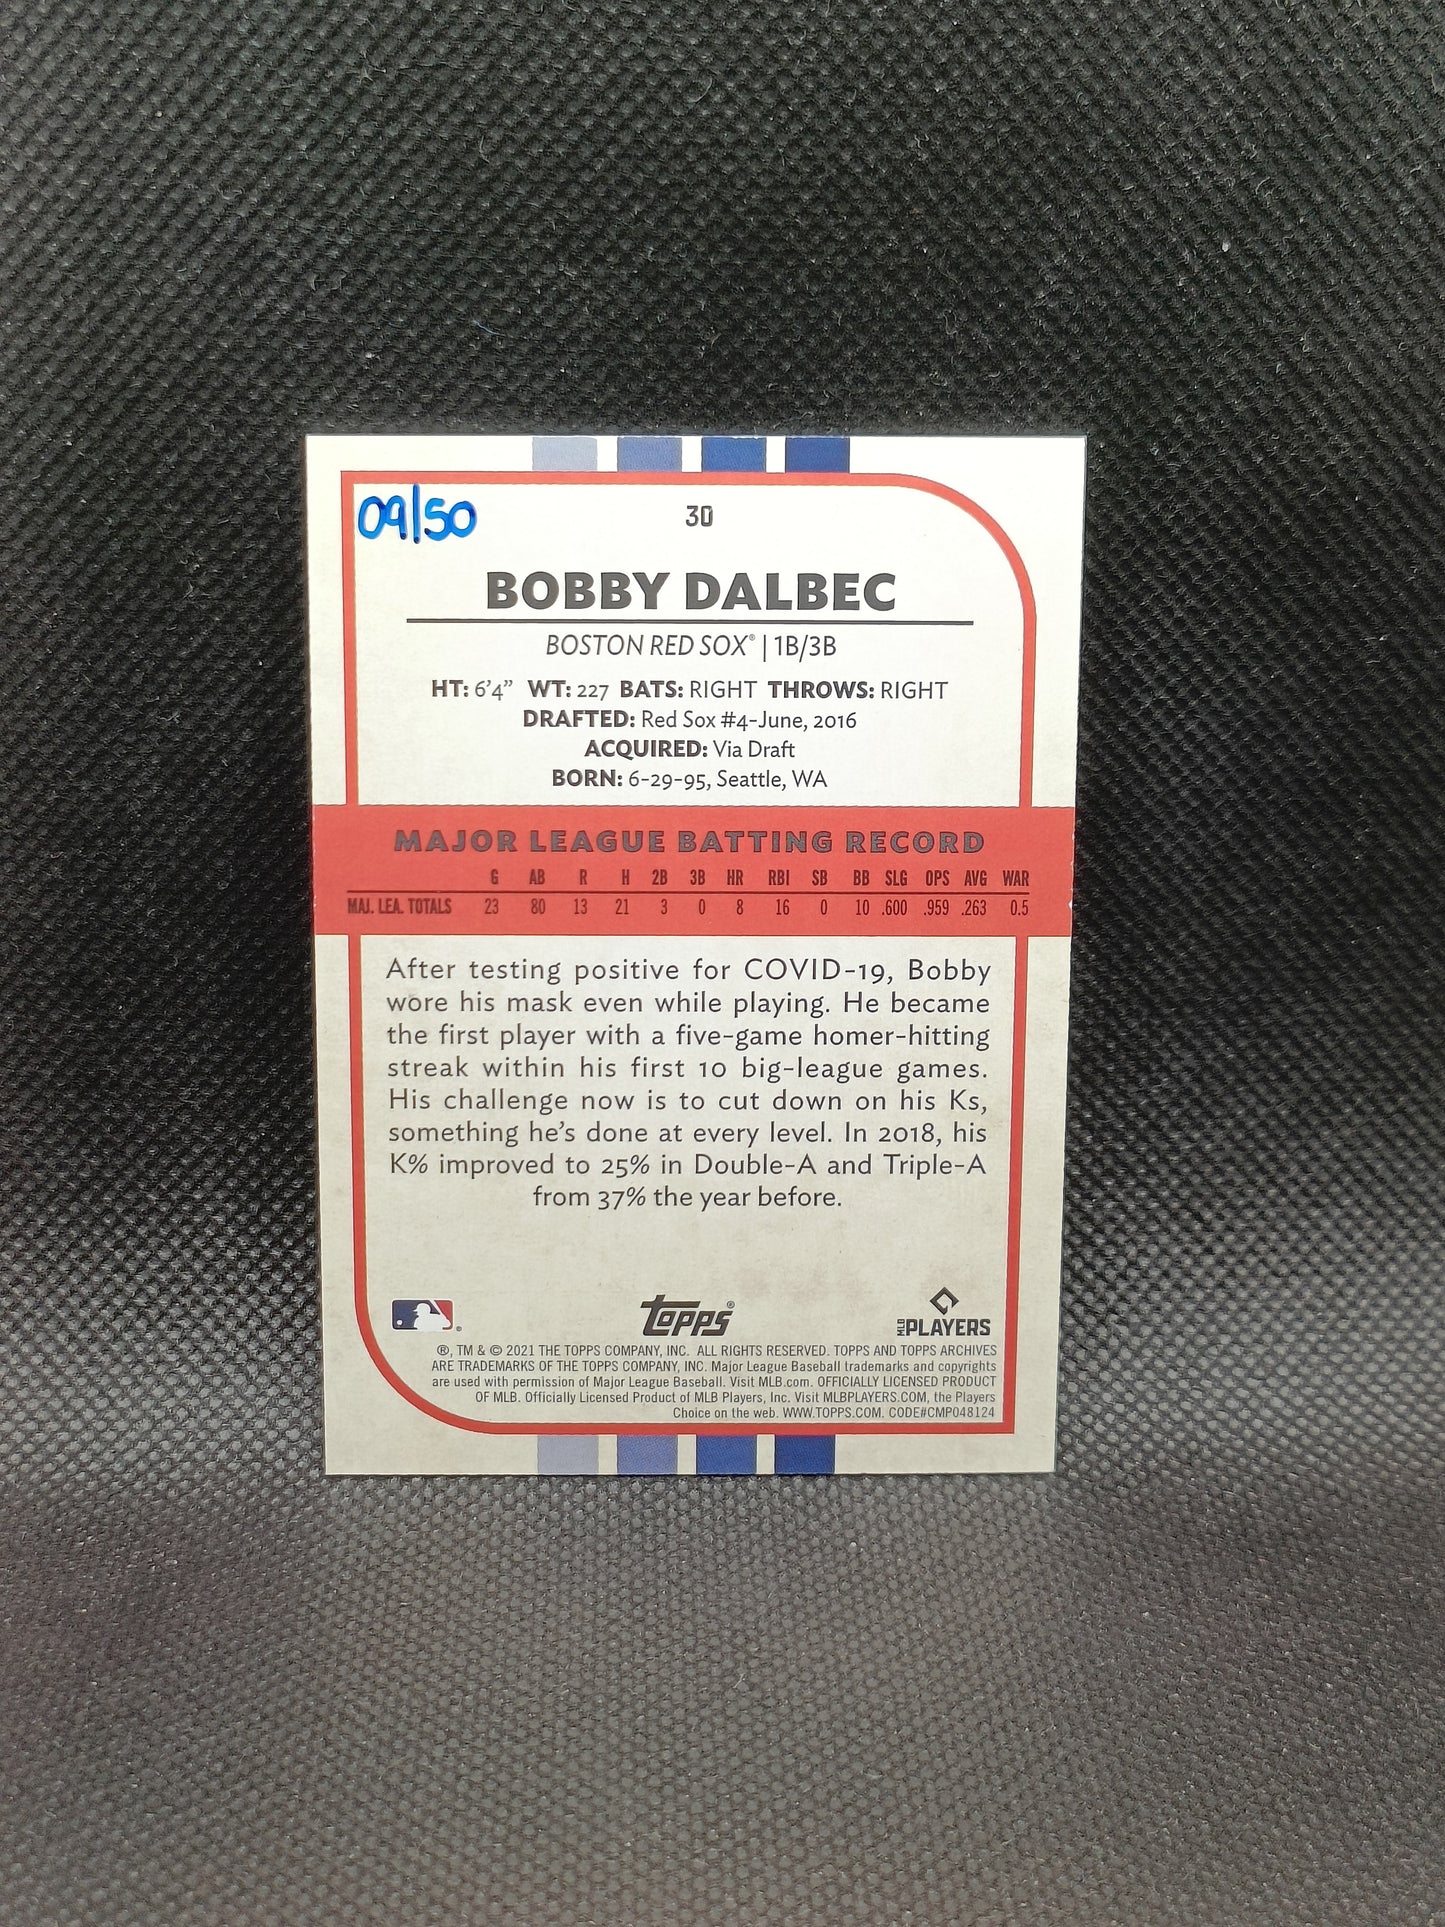 09/50
30
BOBBY DALBEC
BOSTON RED SOX® | 1B/3B
HT: 6'4" WT: 227 BATS: RIGHT THROWS: RIGHT
DRAFTED: Red Sox #4-June, 2016
ACQUIRED: Via Draft
BORN: 6-29-95, Seattle, WA
MAJOR LEAGUE BATTING RECORD
G AB R H 2B 3B HR RBI SB BB SLG OPS AVG WAR
MAJ. LEA. TOTALS 23 80 13 21 3 0 8 16 0 10 .600 .959 .263 0.5
After testing positive for COVID-19, Bobby
wore his mask even while playing. He became
the first player with a five-game homer-hitting
streak within his first 10 big-league games.
His challenge now is to cut down on his Ks,
something he's done at every level. In 2018, his
K% improved to 25% in Double-A and Triple-A
from 37% the year before.
topps®
MLB PLAYERS
®, TM & © 2021 THE TOPPS COMPANY, INC. ALL RIGHTS RESERVED. TOPPS AND TOPPS ARCHIVES
ARE TRADEMARKS OF THE TOPPS COMPANY, INC. Major League Baseball trademarks and copyrights
are used with permission of Major League Baseball. Visit MLB.com. OFFICIALLY LICENSED PRODUCT
OF MLB. Officially Licensed Product of MLB Players, Inc. Visit MLBPLAYERS.COM, the Players
Choice on the web. WWW.TOPPS.COM. CODE#CMP048124